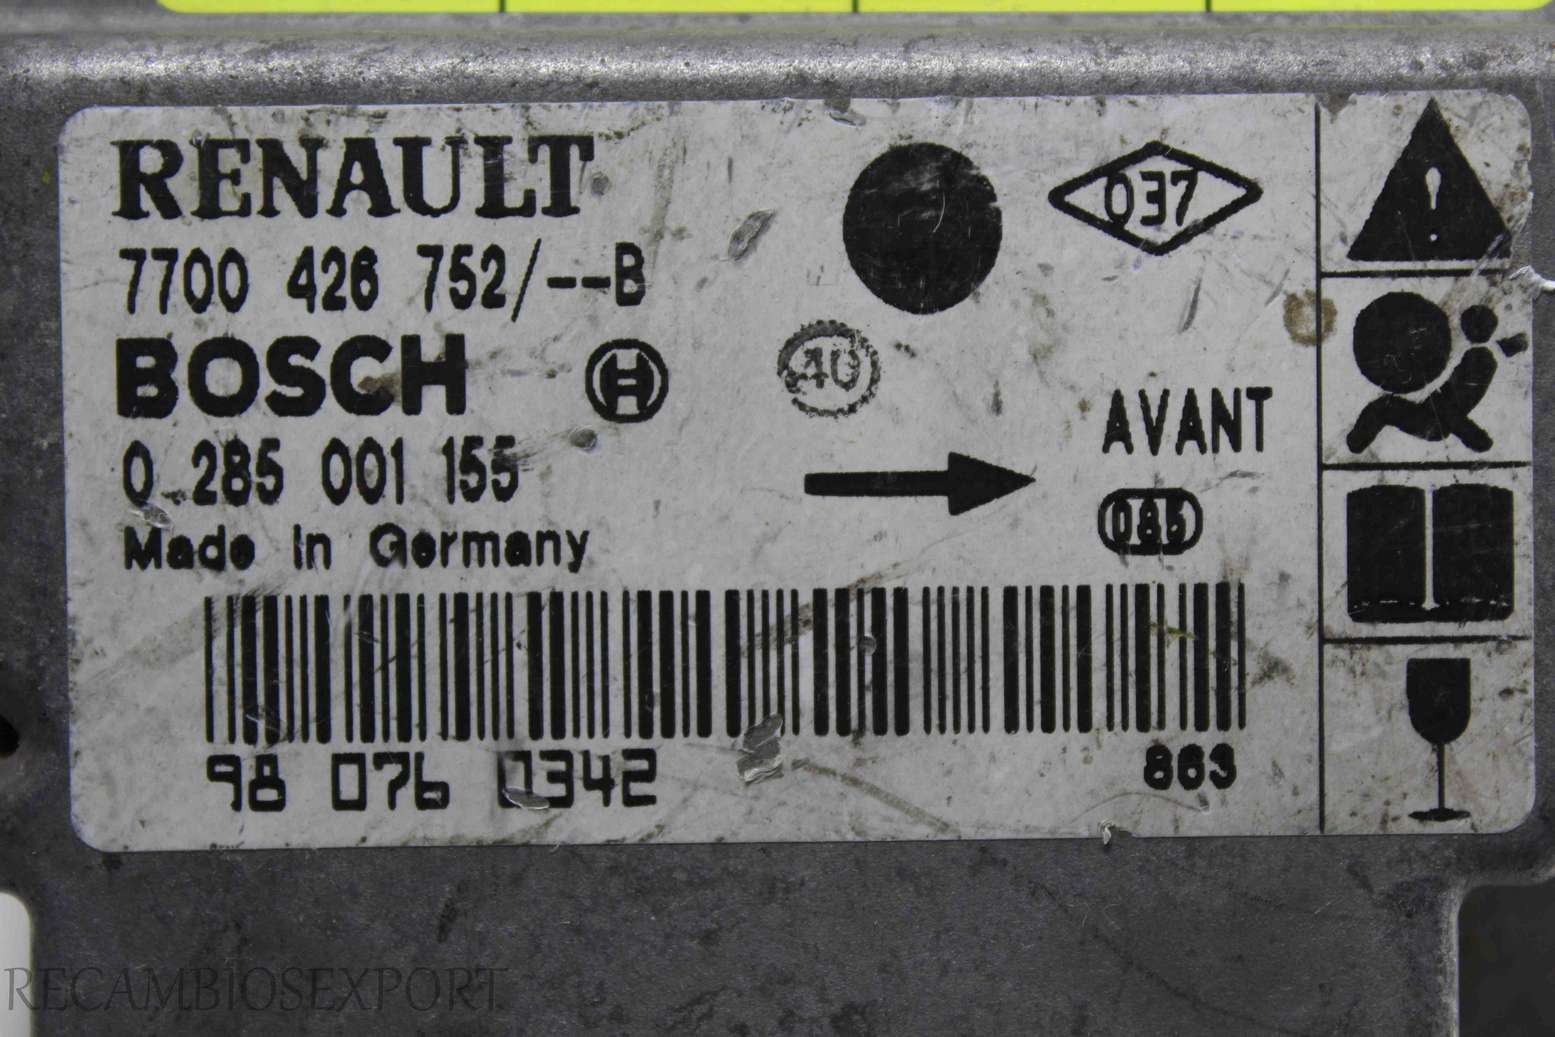 RENAULT
037
7700 426 752/--B
BOSCH
40
AVANT
0 285 001 155
085
Made in Germany
98 076 0342
863
RECAMBIOSEXPORT